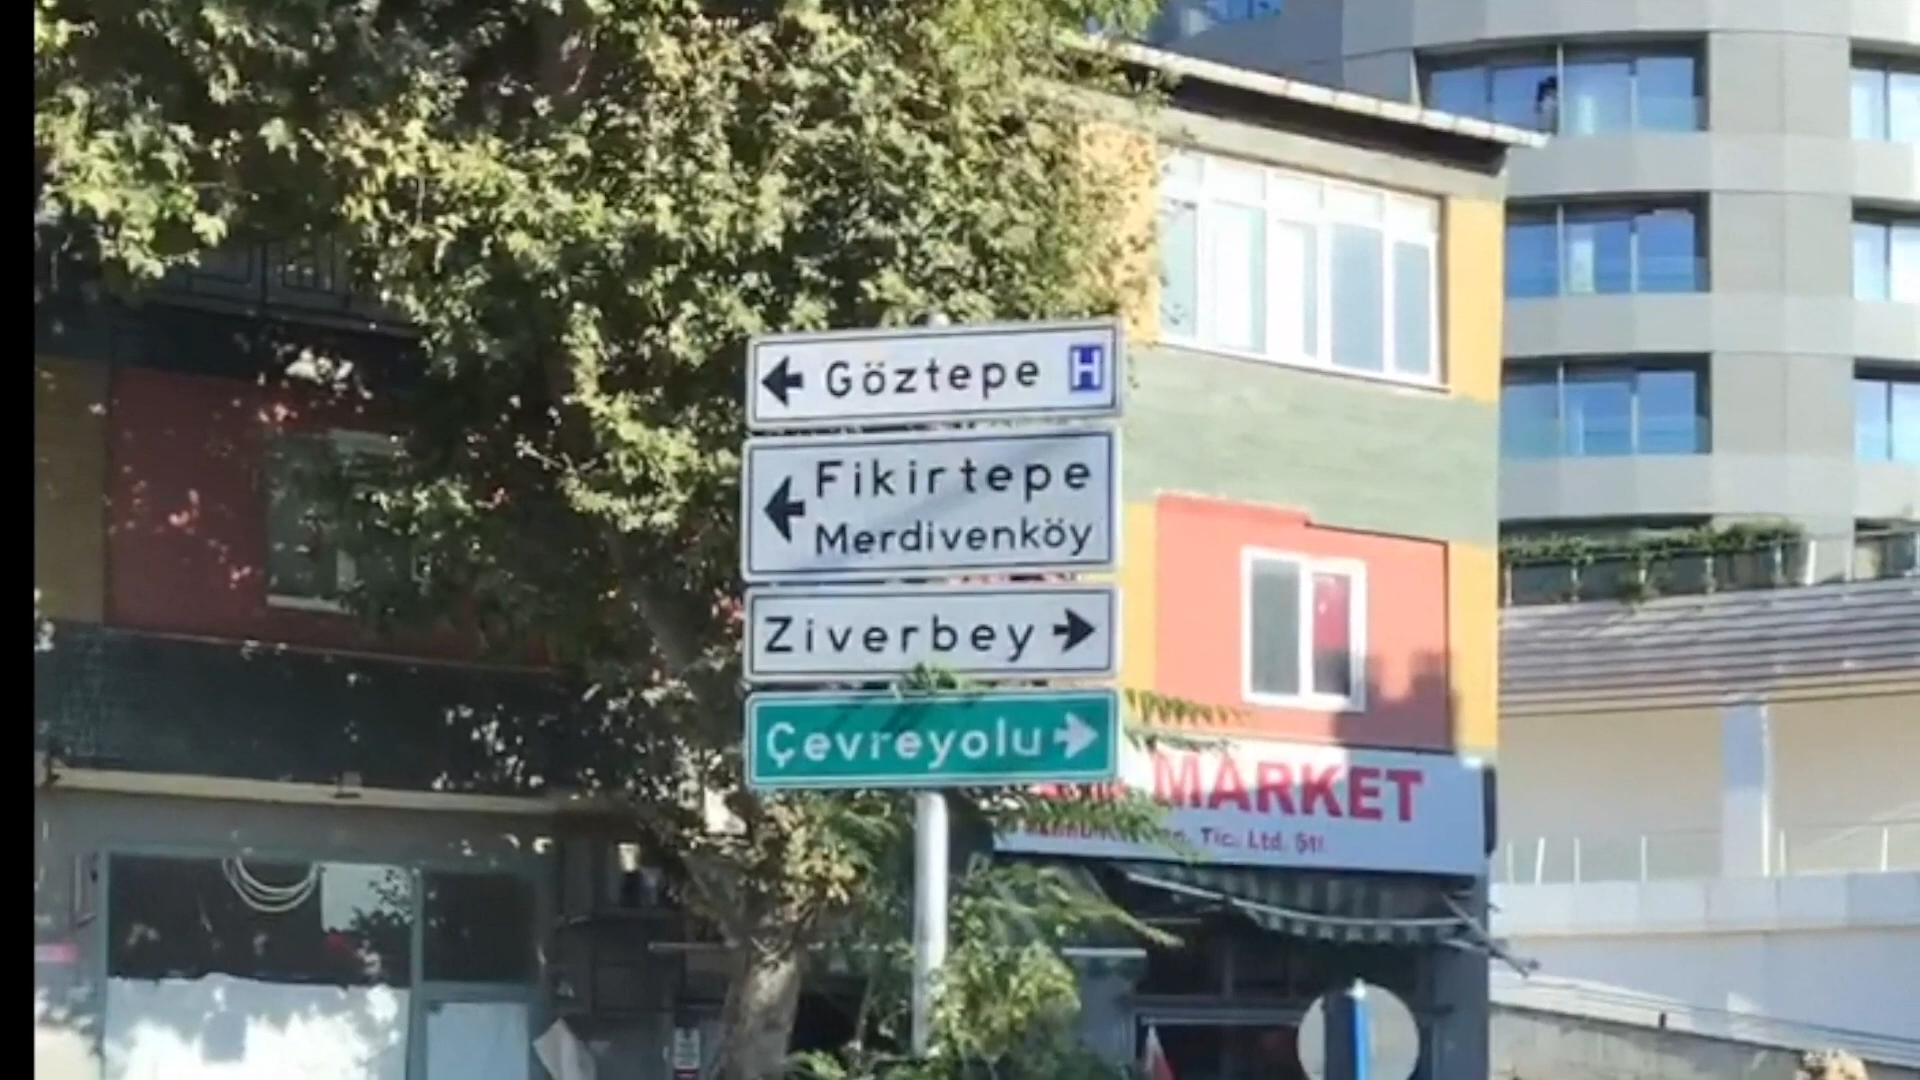 Göztepe H
Fikirtepe
Merdivenköy
Ziverbey
Çevreyolu
MARKET
Tic. Ltd. Şti.